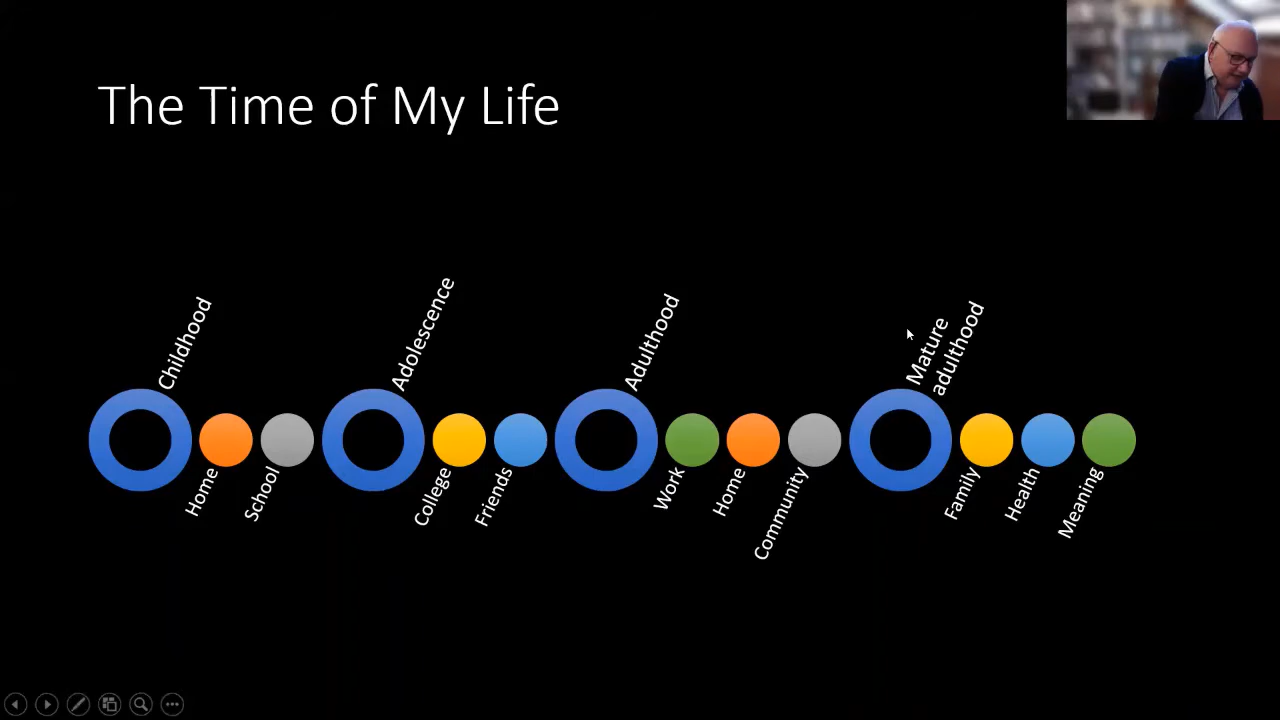 The Time of My Life
Childhood
Home
School
Adolescence
College
Friends
Adulthood
Work
Home
Community
Mature
adulthood
Family
Health
Meaning